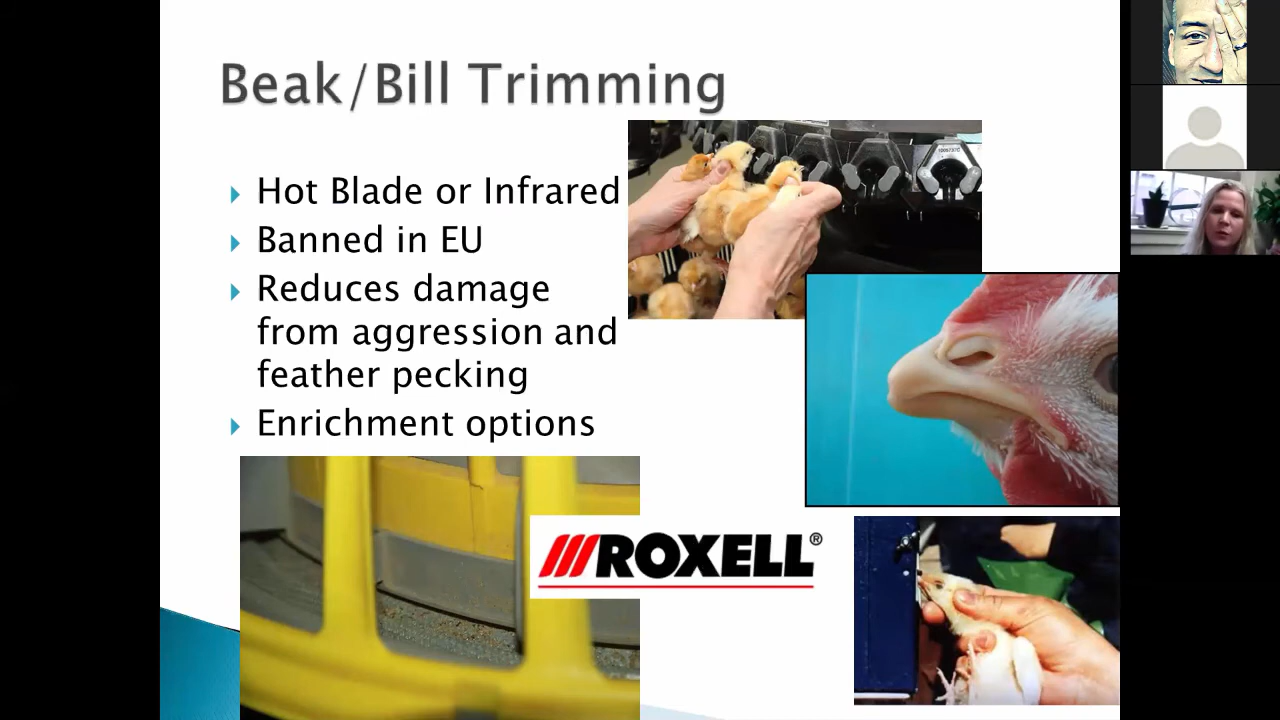 Beak/Bill Trimming
Hot Blade or Infrared
Banned in EU
Reduces damage
from aggression and
feather pecking
Enrichment options
ROXELL®